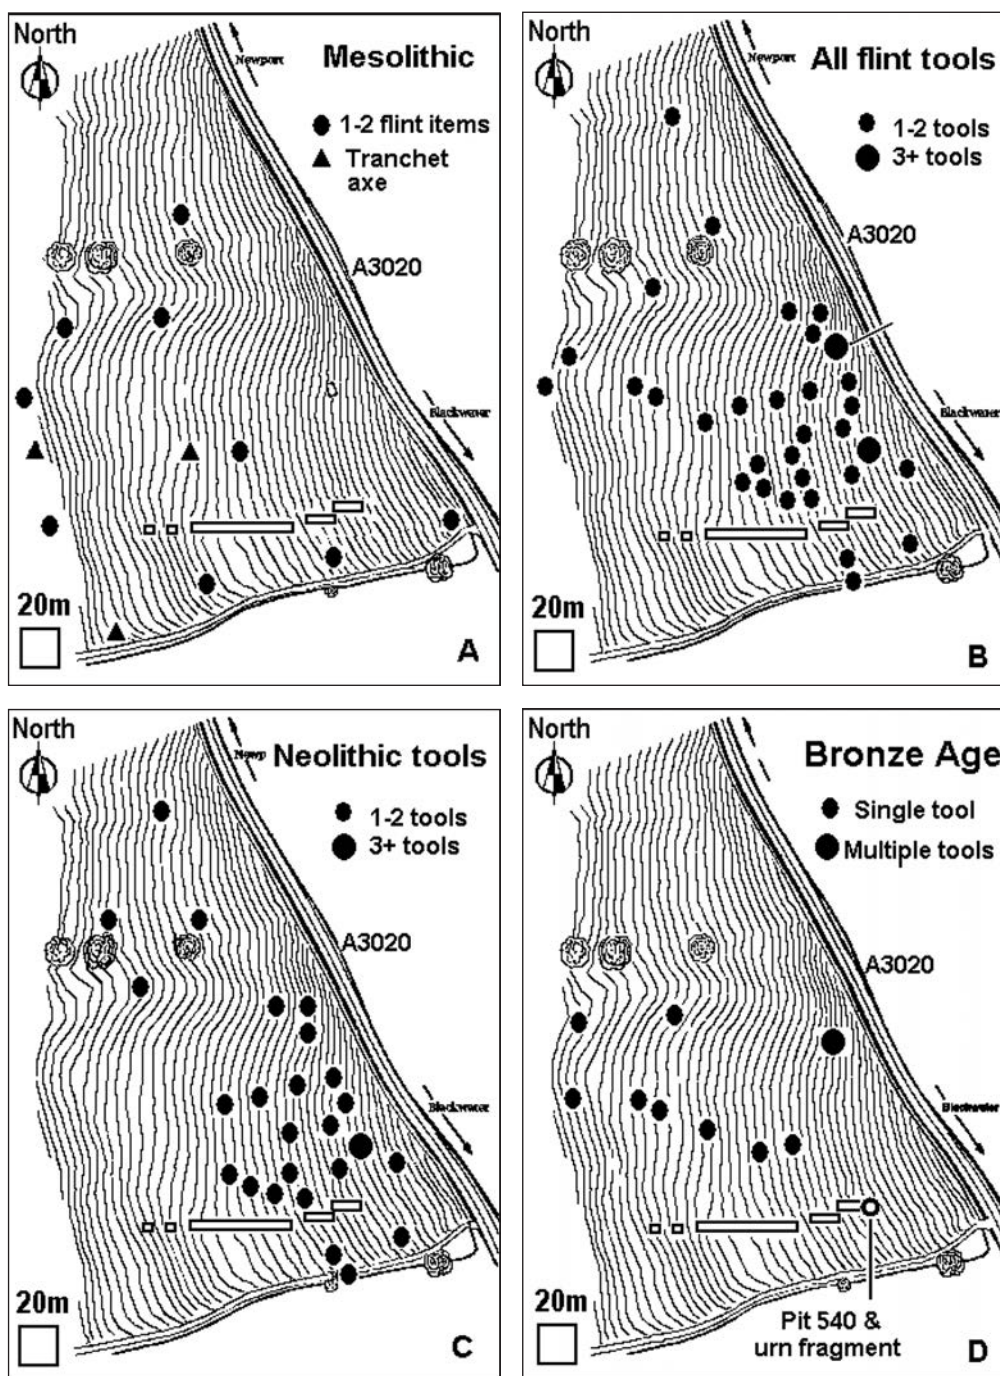 North
Newport
Mesolithic
1-2 flint items
Tranchet
axe
A3020
Blackwater
20m
A
North
Newport
All flint tools
1-2 tools
3+ tools
A3020
Blackwater
20m
B
North
Newp
Neolithic tools
1-2 tools
3+ tools
A3020
Blackwater
20m
C
North
Bronze Age
Single tool
Multiple tools
A3020
Blackwater
20m
Pit 540 &
urn fragment
D